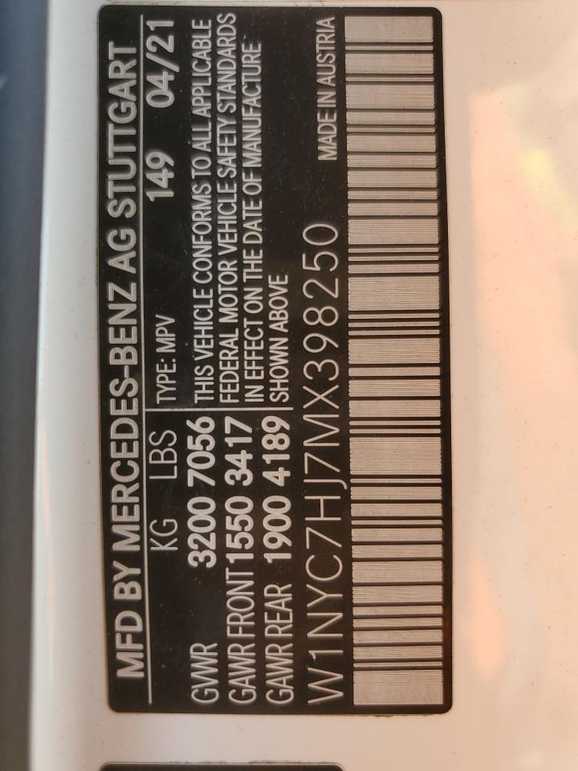 MFD BY MERCEDES-BENZ AG STUTTGART
KG LBS TYPE: MPV 149 04/21
GVWR 3200 7056 THIS VEHICLE CONFORMS TO ALL APPLICABLE
GAWR FRONT 1550 3417 FEDERAL MOTOR VEHICLE SAFETY STANDARDS
GAWR REAR 1900 4189 IN EFFECT ON THE DATE OF MANUFACTURE
SHOWN ABOVE
W1NYC7HJ7MX398250 MADE IN AUSTRIA